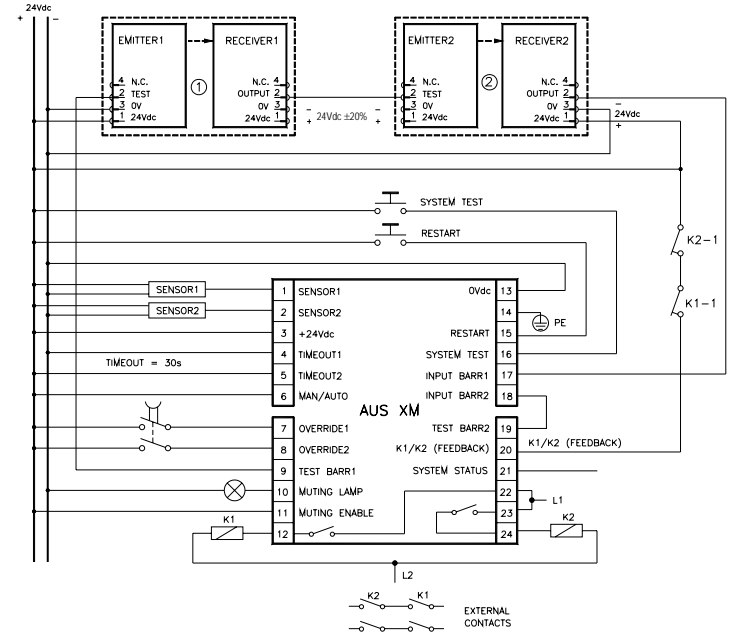 24Vdc
+ −
EMITTER1 RECEIVER1 EMITTER2 RECEIVER2
4 N.C. N.C. 4 4 N.C. N.C. 4
2 TEST OUTPUT 2 2 TEST OUTPUT 2
3 0V 0V 3 3 0V 0V 3
1 24Vdc 24Vdc 1 1 24Vdc 24Vdc 1
1 2
− −
24Vdc ±20%
+ +
−
24Vdc
+
SYSTEM TEST
RESTART
K2-1
K1-1
SENSOR1
SENSOR2
TIMEOUT = 30s
1 SENSOR1 0Vdc 13
2 SENSOR2 14 PE
3 +24Vdc RESTART 15
4 TIMEOUT1 SYSTEM TEST 16
5 TIMEOUT2 INPUT BARR1 17
6 MAN/AUTO INPUT BARR2 18
AUS XM
7 OVERRIDE1 TEST BARR2 19
8 OVERRIDE2 K1/K2 (FEEDBACK) 20 K1/K2 (FEEDBACK)
9 TEST BARR1 SYSTEM STATUS 21
10 MUTING LAMP 22
L1
11 MUTING ENABLE 23
K1 12 24 K2
L2
K2 K1
EXTERNAL
CONTACTS